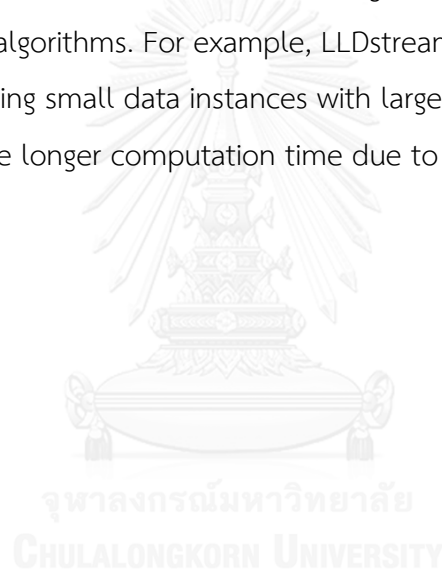 algorithms. For example, LLDstream
ing small data instances with large
e longer computation time due to
จุฬาลงกรณ์มหาวิทยาลัย
CHULALONGKORN UNIVERSITY